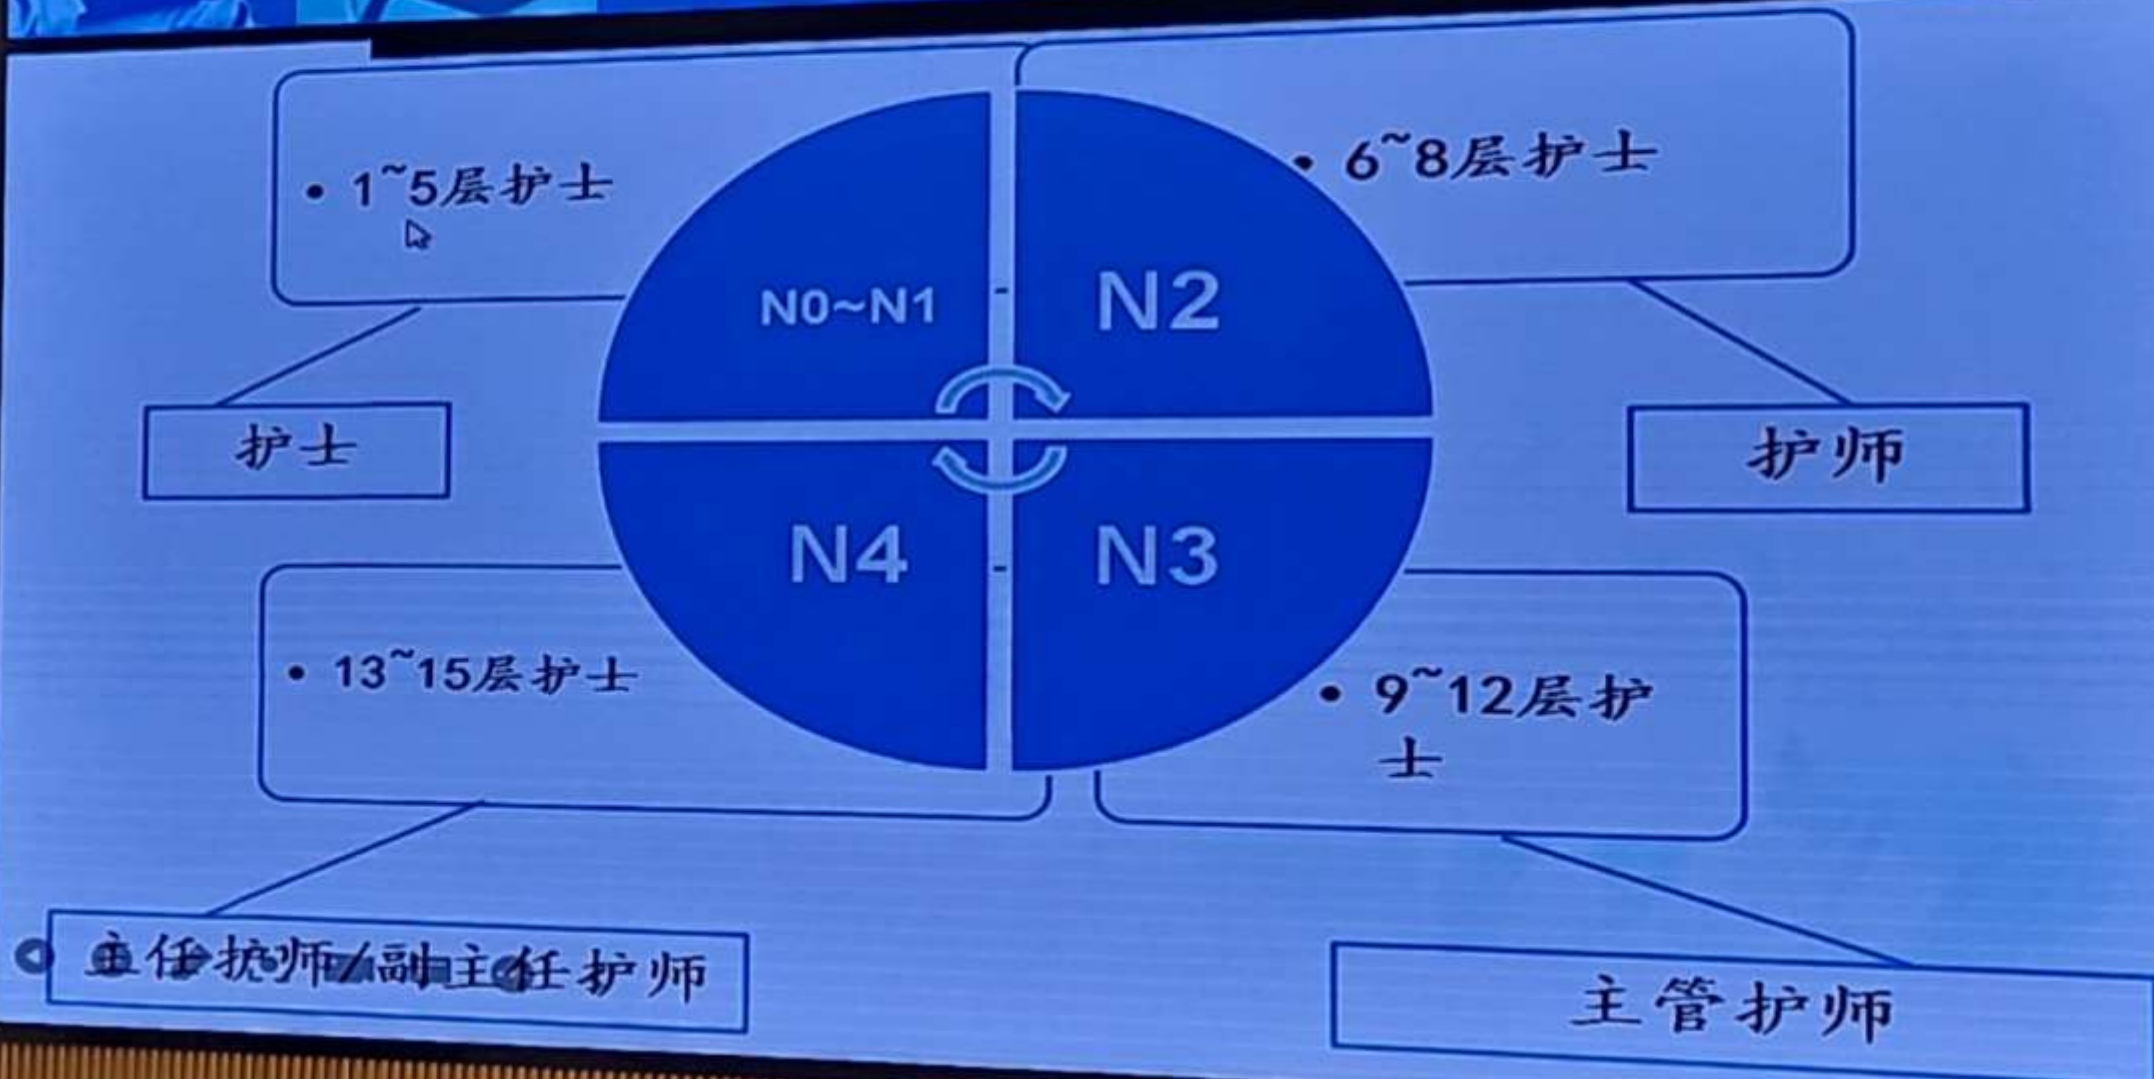 • 1~5层护士
• 6~8层护士
N0~N1
N2
护士
护师
N4
N3
• 13~15层护士
• 9~12层护
士
主任护师/副主任护师
主管护师